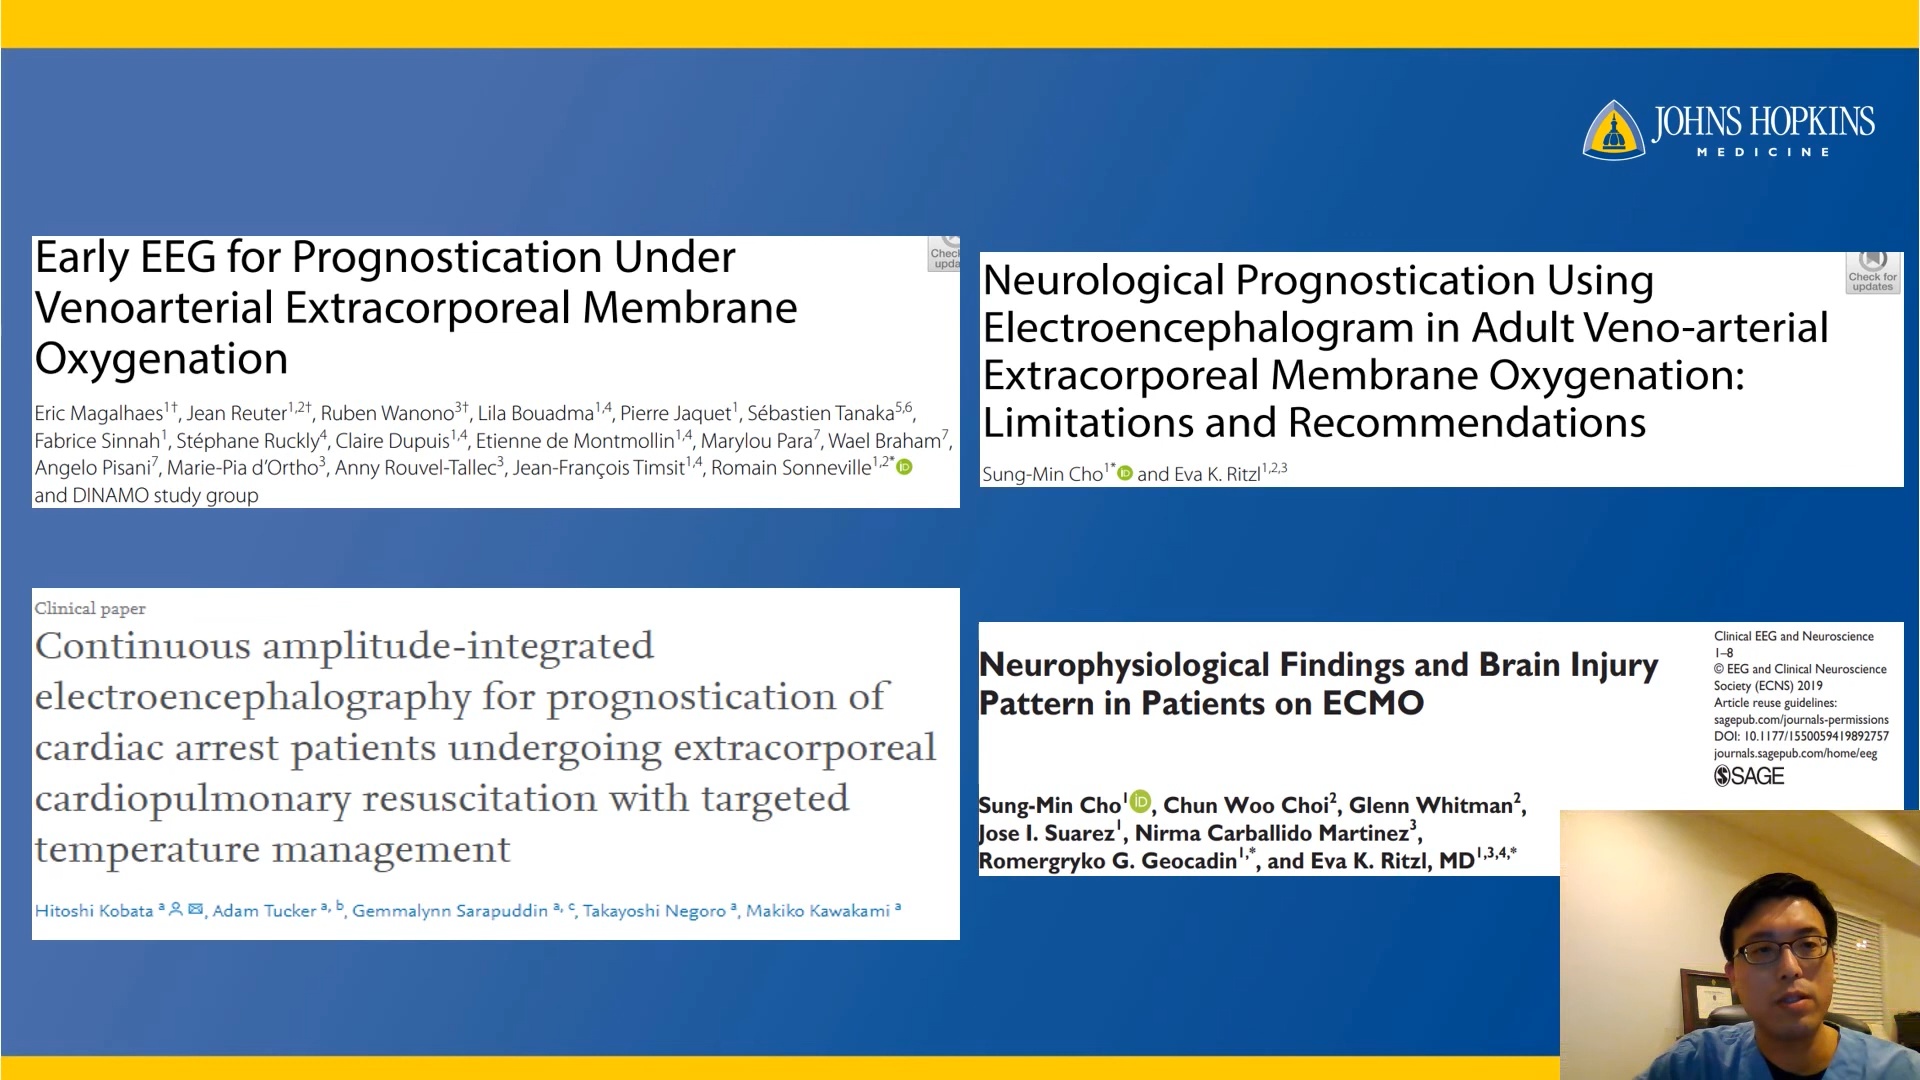 JOHNS HOPKINS
MEDICINE
Early EEG for Prognostication Under
Venoarterial Extracorporeal Membrane
Oxygenation
Check
upda
Eric Magalhaes1†, Jean Reuter1,2†, Ruben Wanono3†, Lila Bouadma1,4, Pierre Jaquet1, Sébastien Tanaka5,6,
Fabrice Sinnah1, Stéphane Ruckly4, Claire Dupuis1,4, Etienne de Montmollin1,4, Marylou Para7, Wael Braham7,
Angelo Pisani7, Marie-Pia d’Ortho3, Anny Rouvel-Tallec3, Jean-François Timsit1,4, Romain Sonneville1,2* iD
and DINAMO study group
Neurological Prognostication Using
Electroencephalogram in Adult Veno-arterial
Extracorporeal Membrane Oxygenation:
Limitations and Recommendations
Check for
updates
Sung-Min Cho1* iD and Eva K. Ritzl1,2,3
Clinical paper
Continuous amplitude-integrated
electroencephalography for prognostication of
cardiac arrest patients undergoing extracorporeal
cardiopulmonary resuscitation with targeted
temperature management
Hitoshi Kobata a, Adam Tucker a, b, Gemmalynn Sarapuddin a, c, Takayoshi Negoro a, Makiko Kawakami a
Neurophysiological Findings and Brain Injury
Pattern in Patients on ECMO
Clinical EEG and Neuroscience
1–8
© EEG and Clinical Neuroscience
Society (ECNS) 2019
Article reuse guidelines:
sagepub.com/journals-permissions
DOI: 10.1177/1550059419892757
journals.sagepub.com/home/eeg
SAGE
Sung-Min Cho1 iD, Chun Woo Choi2, Glenn Whitman2,
Jose I. Suarez1, Nirma Carballido Martinez3,
Romergryko G. Geocadin1,*, and Eva K. Ritzl, MD1,3,4,*